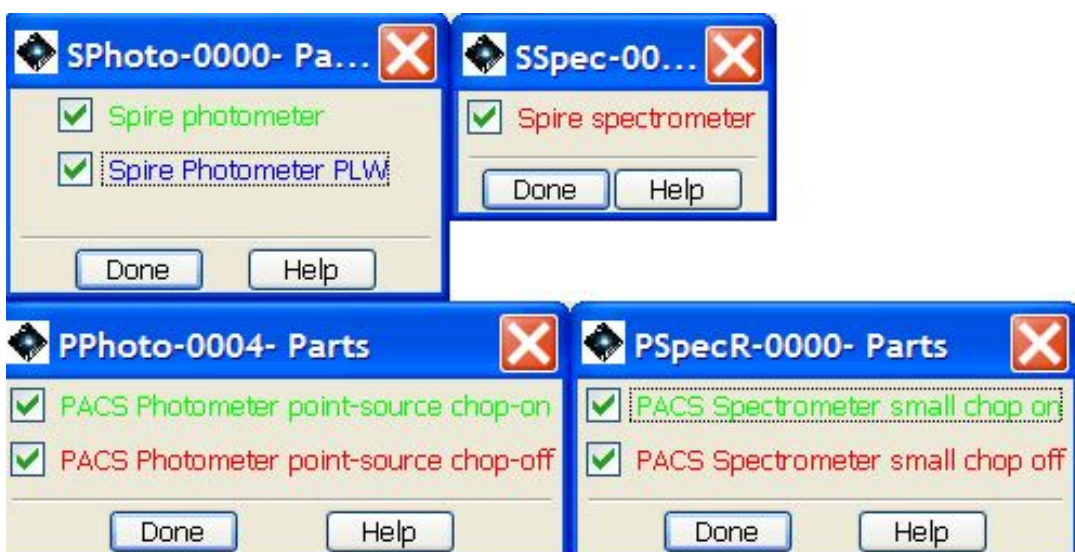 SPhoto-0000- Pa...
Spire photometer
Spire Photometer PLW
Done Help
SSpec-00...
Spire spectrometer
Done Help
PPhoto-0004- Parts
PACS Photometer point-source chop-on
PACS Photometer point-source chop-off
Done Help
PSpecR-0000- Parts
PACS Spectrometer small chop on
PACS Spectrometer small chop off
Done Help